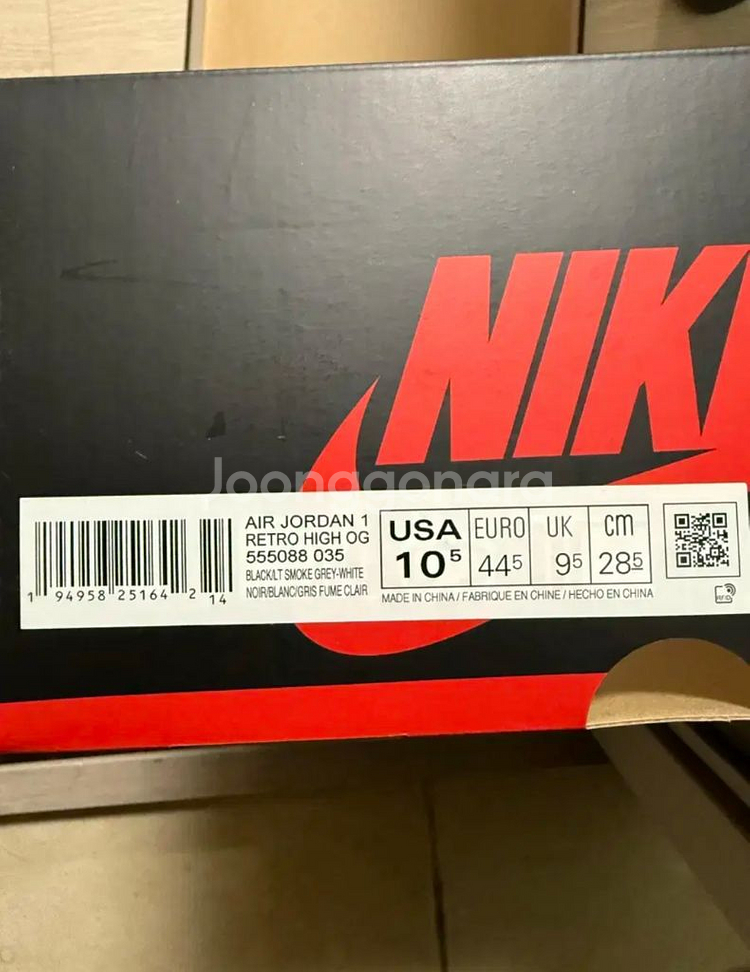 NIK
Joonggonara
AIR JORDAN 1
RETRO HIGH OG
555088 035
BLACK/LT SMOKE GREY-WHITE
NOIR/BLANC/GRIS FUME CLAIR
USA EURO UK cm
10⁵ 44⁵ 9⁵ 28⁵
MADE IN CHINA / FABRIQUE EN CHINE / HECHO EN CHINA
1 94958 25164 2 14
RFID